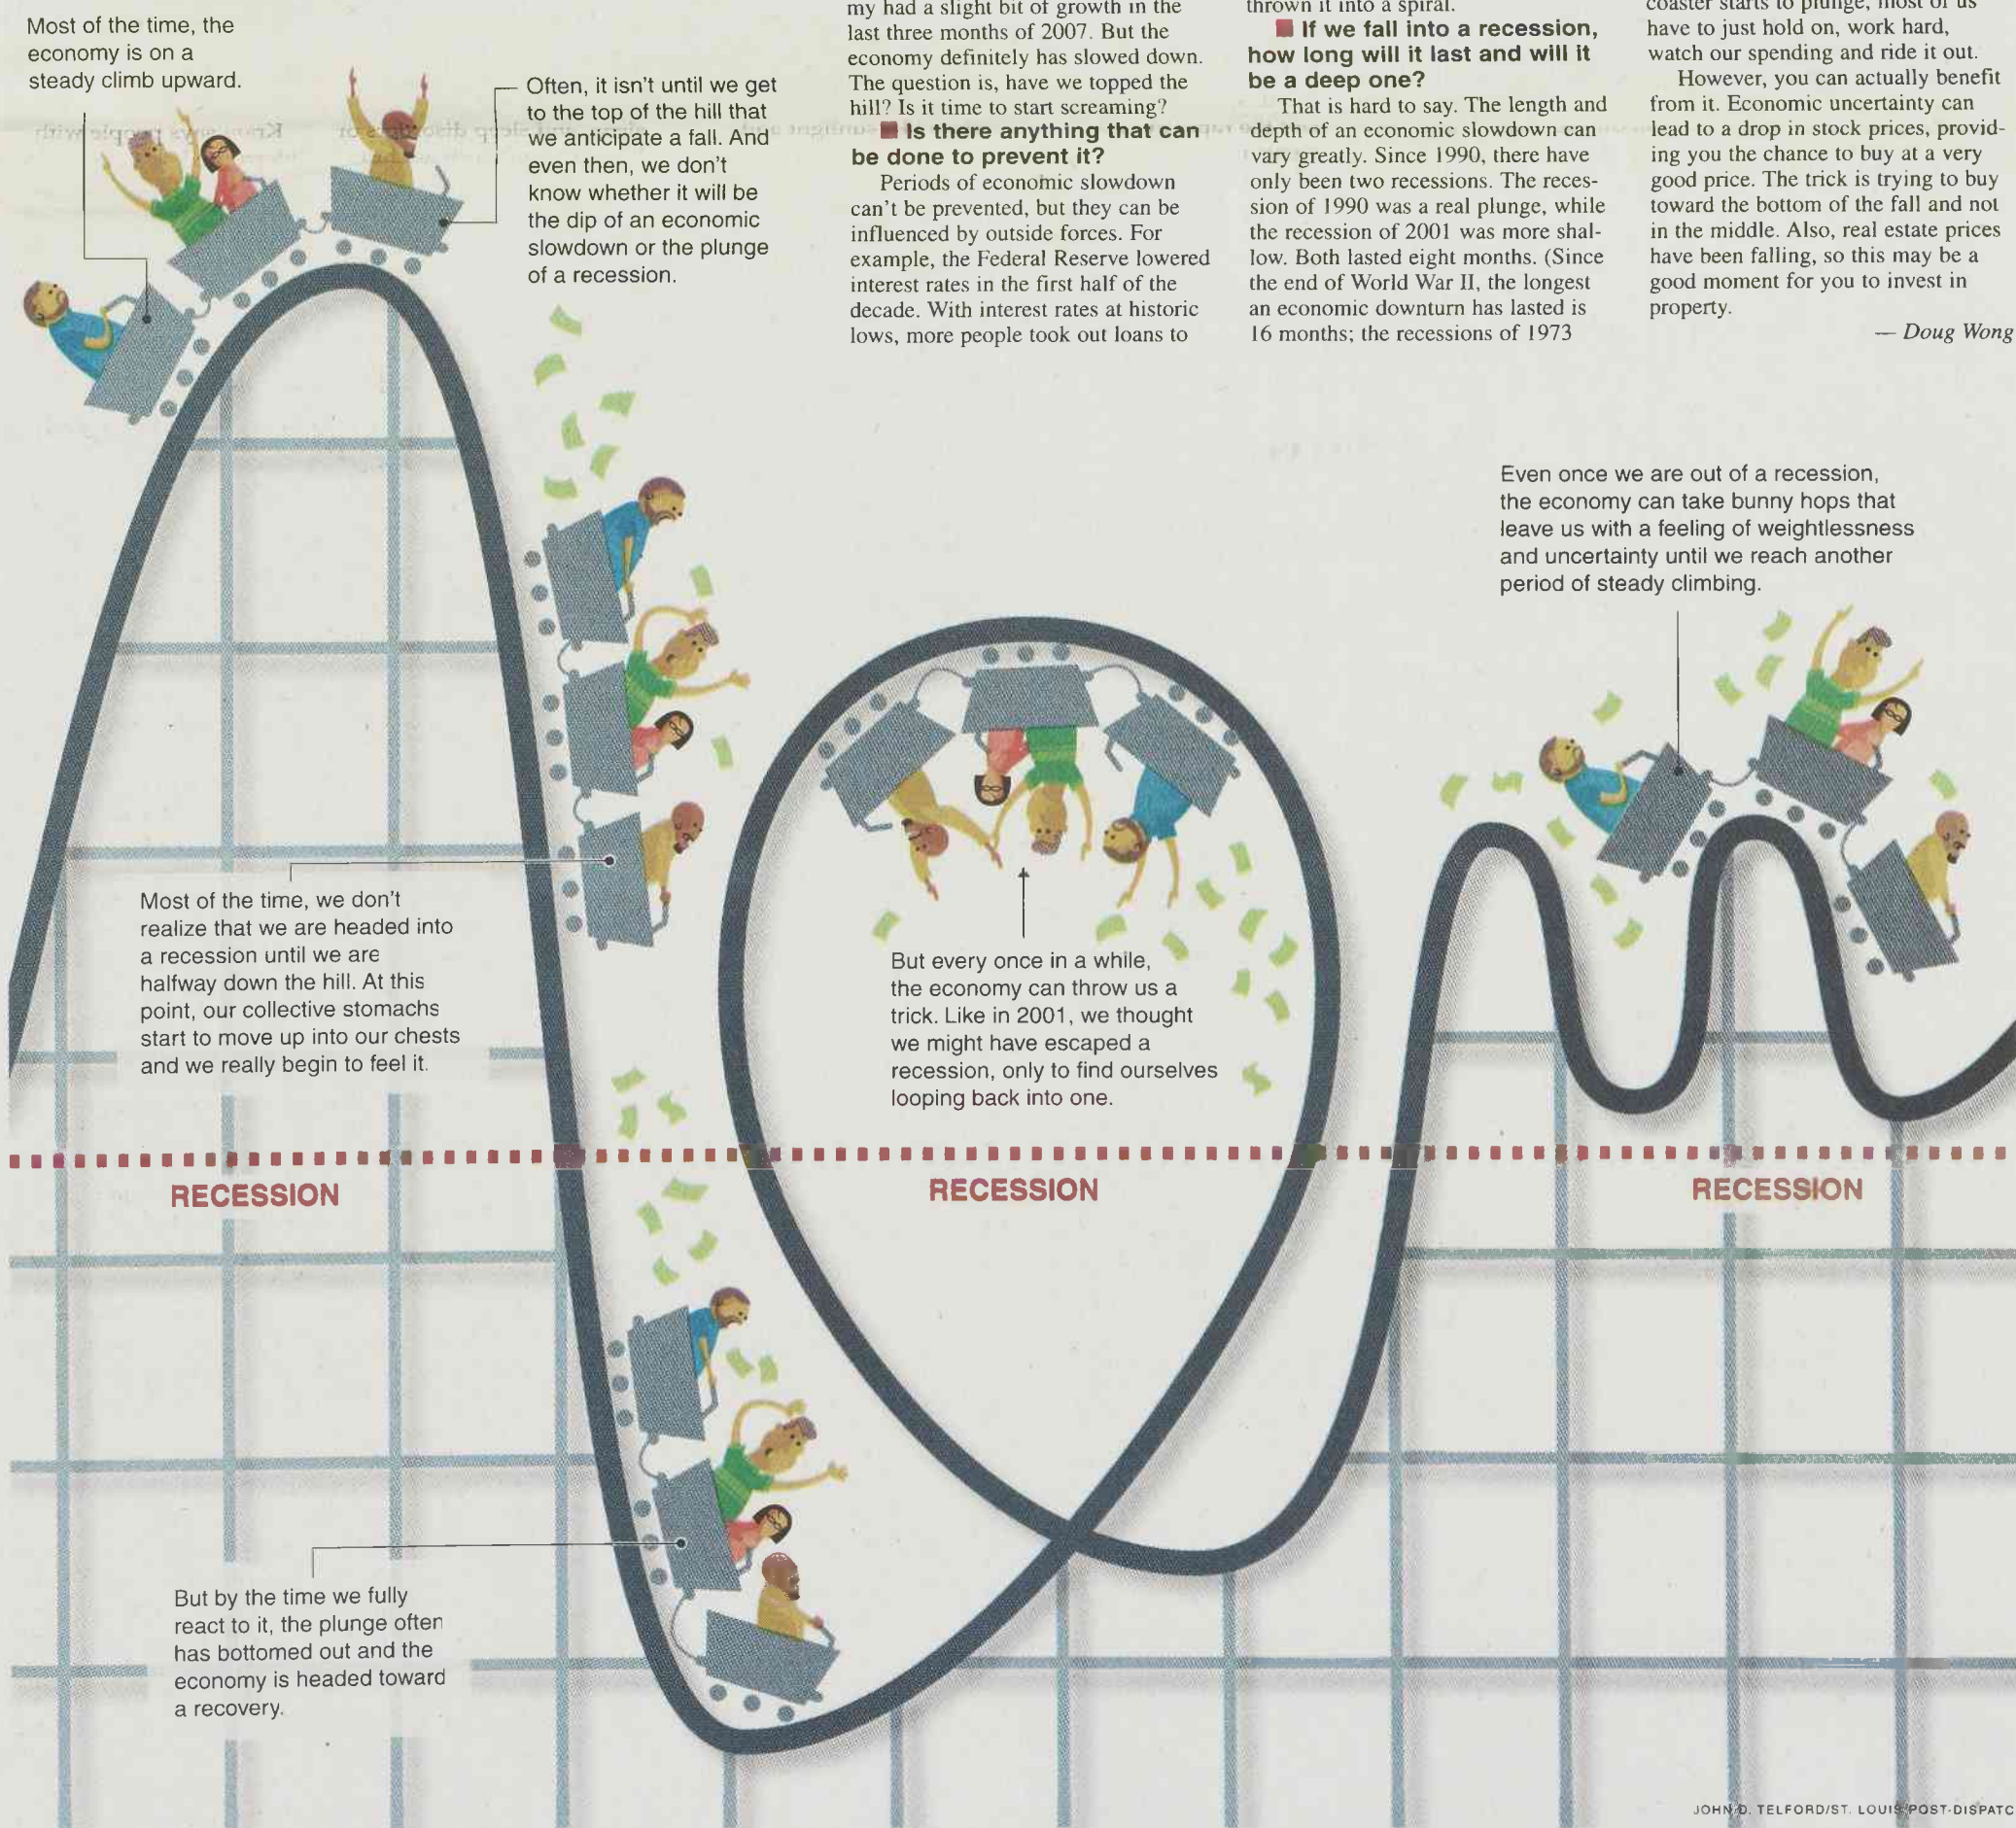 Most of the time, the
economy is on a
steady climb upward.
Often, it isn't until we get
to the top of the hill that
we anticipate a fall. And
even then, we don't
know whether it will be
the dip of an economic
slowdown or the plunge
of a recession.
my had a slight bit of growth in the
last three months of 2007. But the
economy definitely has slowed down.
The question is, have we topped the
hill? Is it time to start screaming?
■ Is there anything that can
be done to prevent it?
Periods of economic slowdown
can't be prevented, but they can be
influenced by outside forces. For
example, the Federal Reserve lowered
interest rates in the first half of the
decade. With interest rates at historic
lows, more people took out loans to
thrown it into a spiral.
■ If we fall into a recession,
how long will it last and will it
be a deep one?
That is hard to say. The length and
depth of an economic slowdown can
vary greatly. Since 1990, there have
only been two recessions. The reces-
sion of 1990 was a real plunge, while
the recession of 2001 was more shal-
low. Both lasted eight months. (Since
the end of World War II, the longest
an economic downturn has lasted is
16 months; the recessions of 1973
coaster starts to plunge, most of us
have to just hold on, work hard,
watch our spending and ride it out.
However, you can actually benefit
from it. Economic uncertainty can
lead to a drop in stock prices, provid-
ing you the chance to buy at a very
good price. The trick is trying to buy
toward the bottom of the fall and not
in the middle. Also, real estate prices
have been falling, so this may be a
good moment for you to invest in
property.
— Doug Wong
Even once we are out of a recession,
the economy can take bunny hops that
leave us with a feeling of weightlessness
and uncertainty until we reach another
period of steady climbing.
Most of the time, we don't
realize that we are headed into
a recession until we are
halfway down the hill. At this
point, our collective stomachs
start to move up into our chests
and we really begin to feel it.
But every once in a while,
the economy can throw us a
trick. Like in 2001, we thought
we might have escaped a
recession, only to find ourselves
looping back into one.
RECESSION
RECESSION
RECESSION
But by the time we fully
react to it, the plunge often
has bottomed out and the
economy is headed toward
a recovery.
JOHN D. TELFORD/ST. LOUIS POST-DISPATC